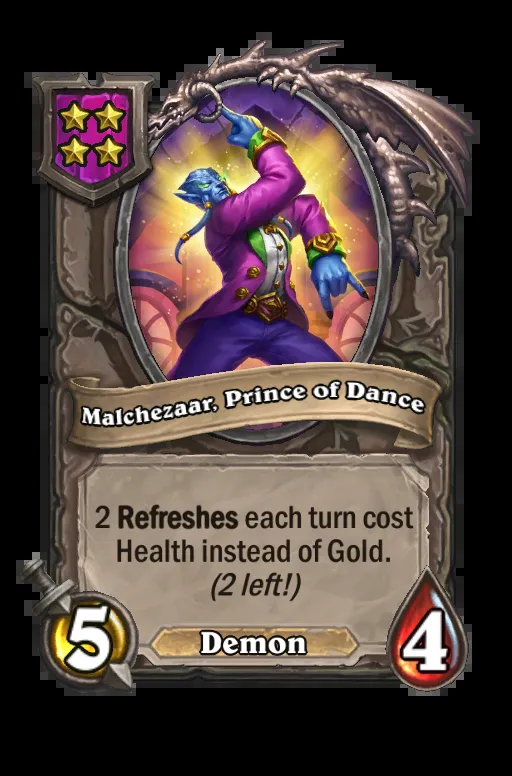 Malchezaar, Prince of Dance
2 Refreshes each turn cost
Health instead of Gold.
(2 left!)
5
Demon
4